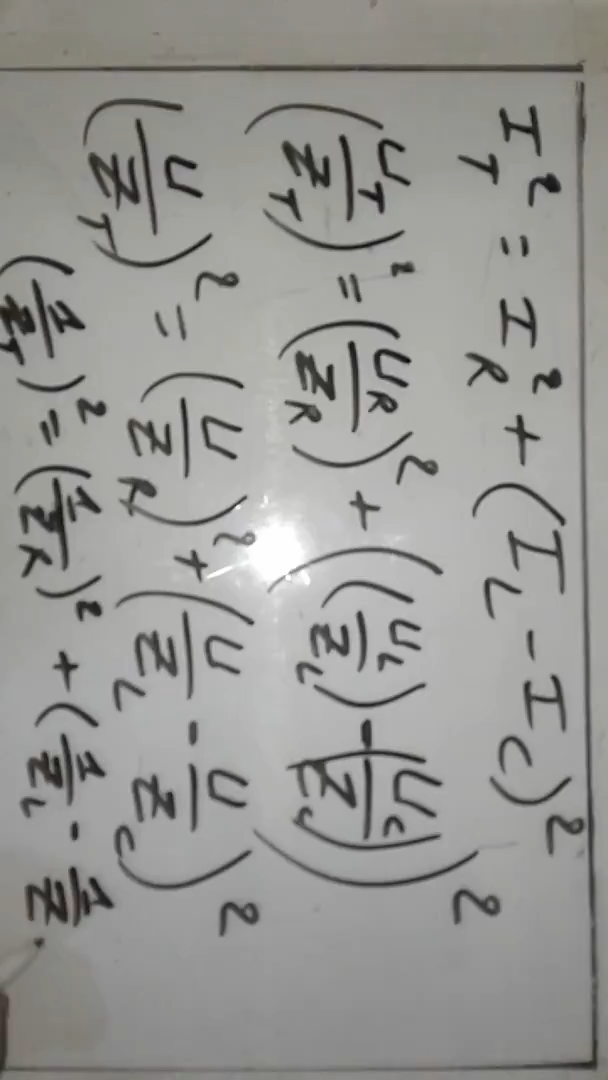 I_T² = I_R² + (I_L - I_C)²
(U_T/Z_T)² = (U_R/Z_R)² + ((U_L/Z_L) - (U_C/Z_C))²
(U/Z_T)² = (U/Z_R)² + (U/Z_L - U/Z_C)²
(1/Z_T)² = (1/Z_R)² + (1/Z_L - 1/Z